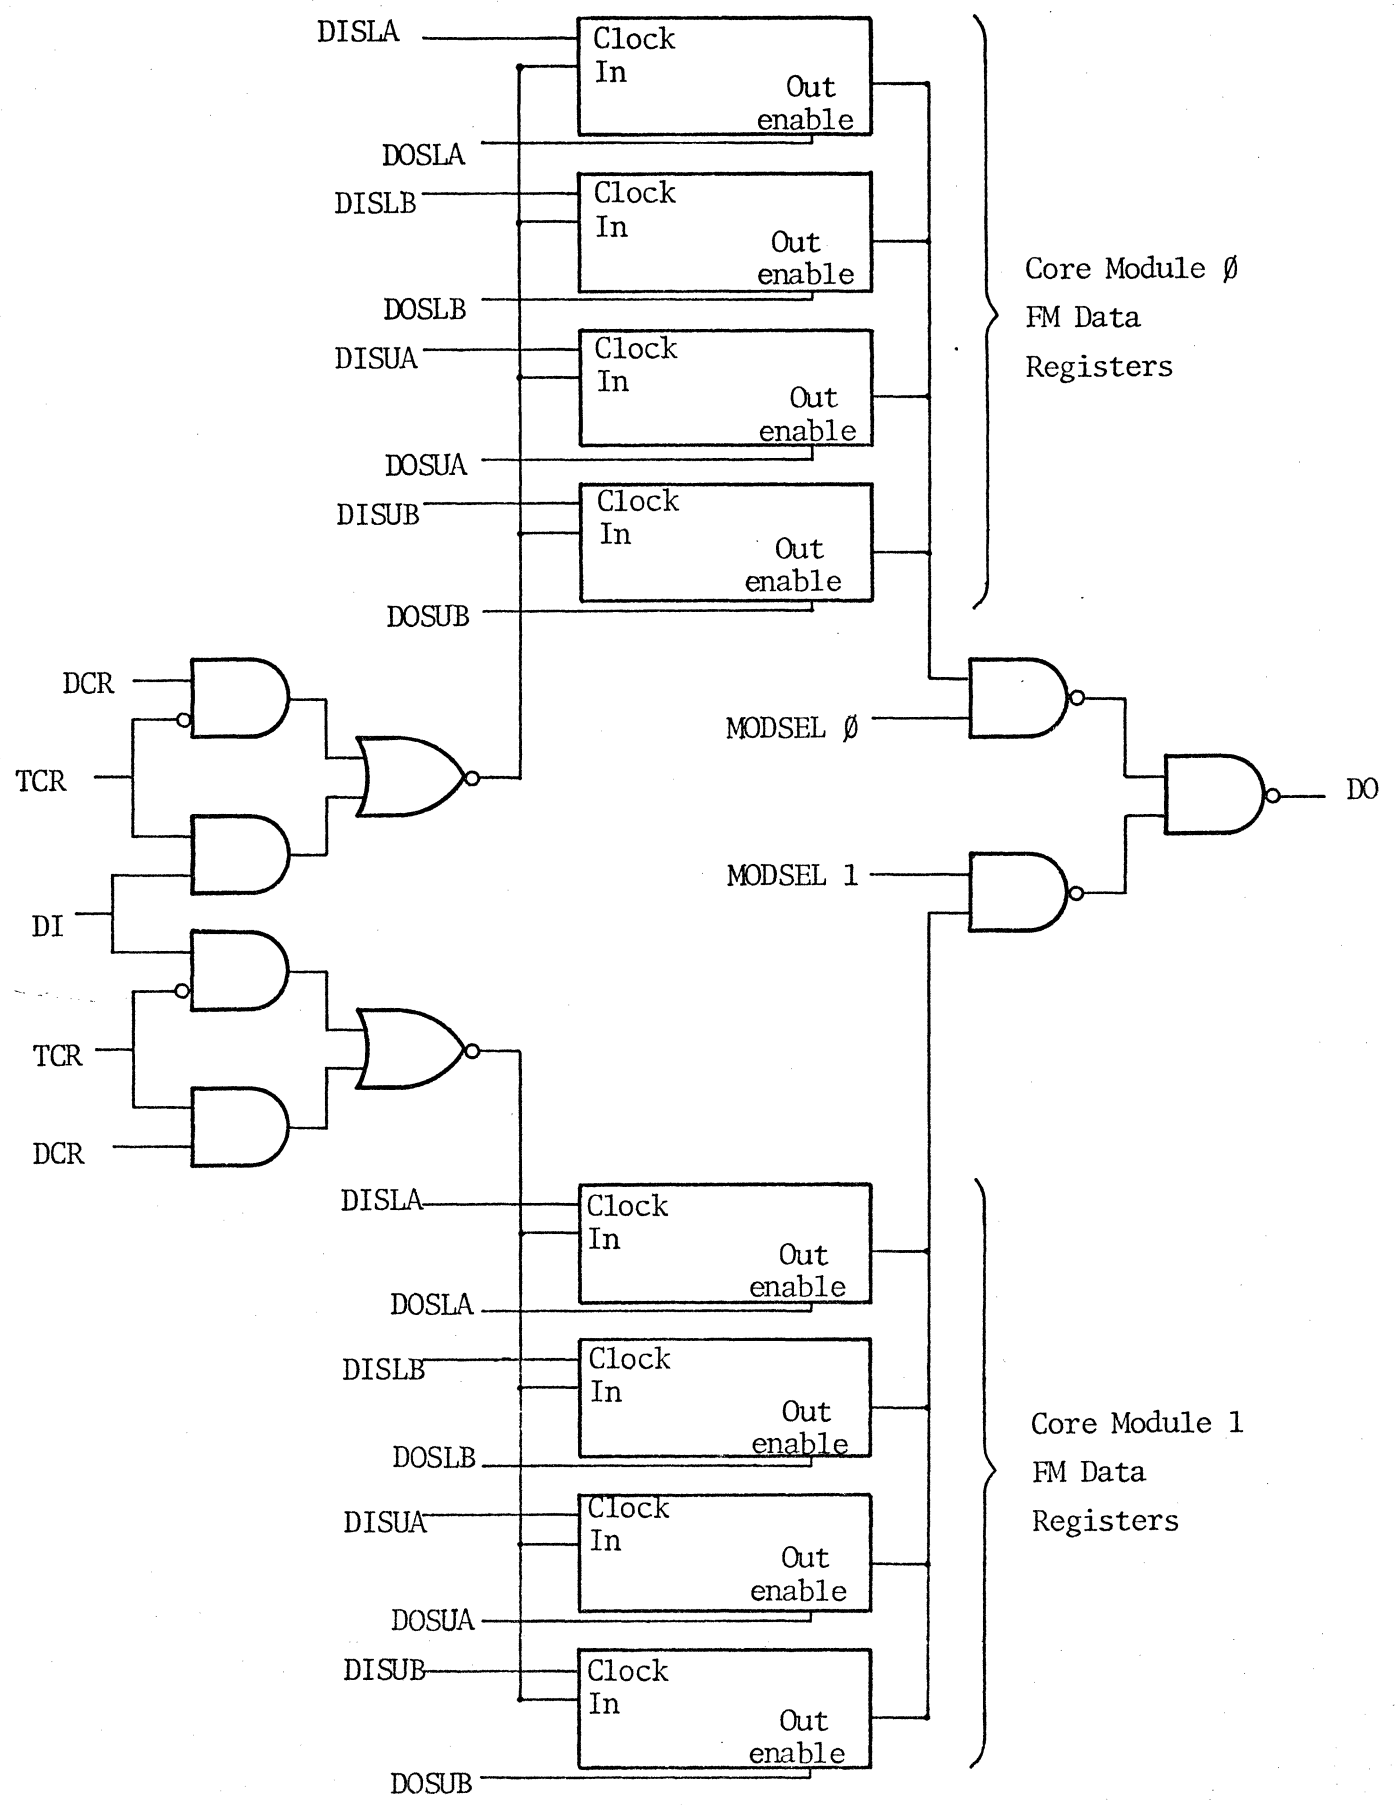 DISLA
Clock
In
Out
enable
DOSLA
DISLB
Clock
In
Out
enable
DOSLB
DISUA
Clock
In
Out
enable
DOSUA
DISUB
Clock
In
Out
enable
DOSUB
Core Module Ø
FM Data
Registers
DCR
TCR
DI
TCR
DCR
MODSEL Ø
MODSEL 1
DO
DISLA
Clock
In
Out
enable
DOSLA
DISLB
Clock
In
Out
enable
DOSLB
DISUA
Clock
In
Out
enable
DOSUA
DISUB
Clock
In
Out
enable
DOSUB
Core Module 1
FM Data
Registers